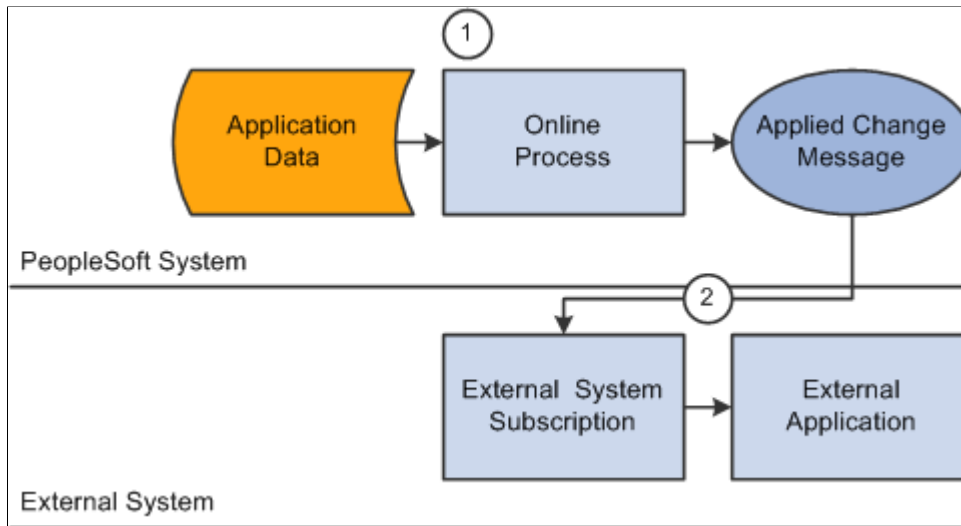 1
Application
Data
Online
Process
Applied Change
Message
PeopleSoft System
2
External System
Subscription
External
Application
External System